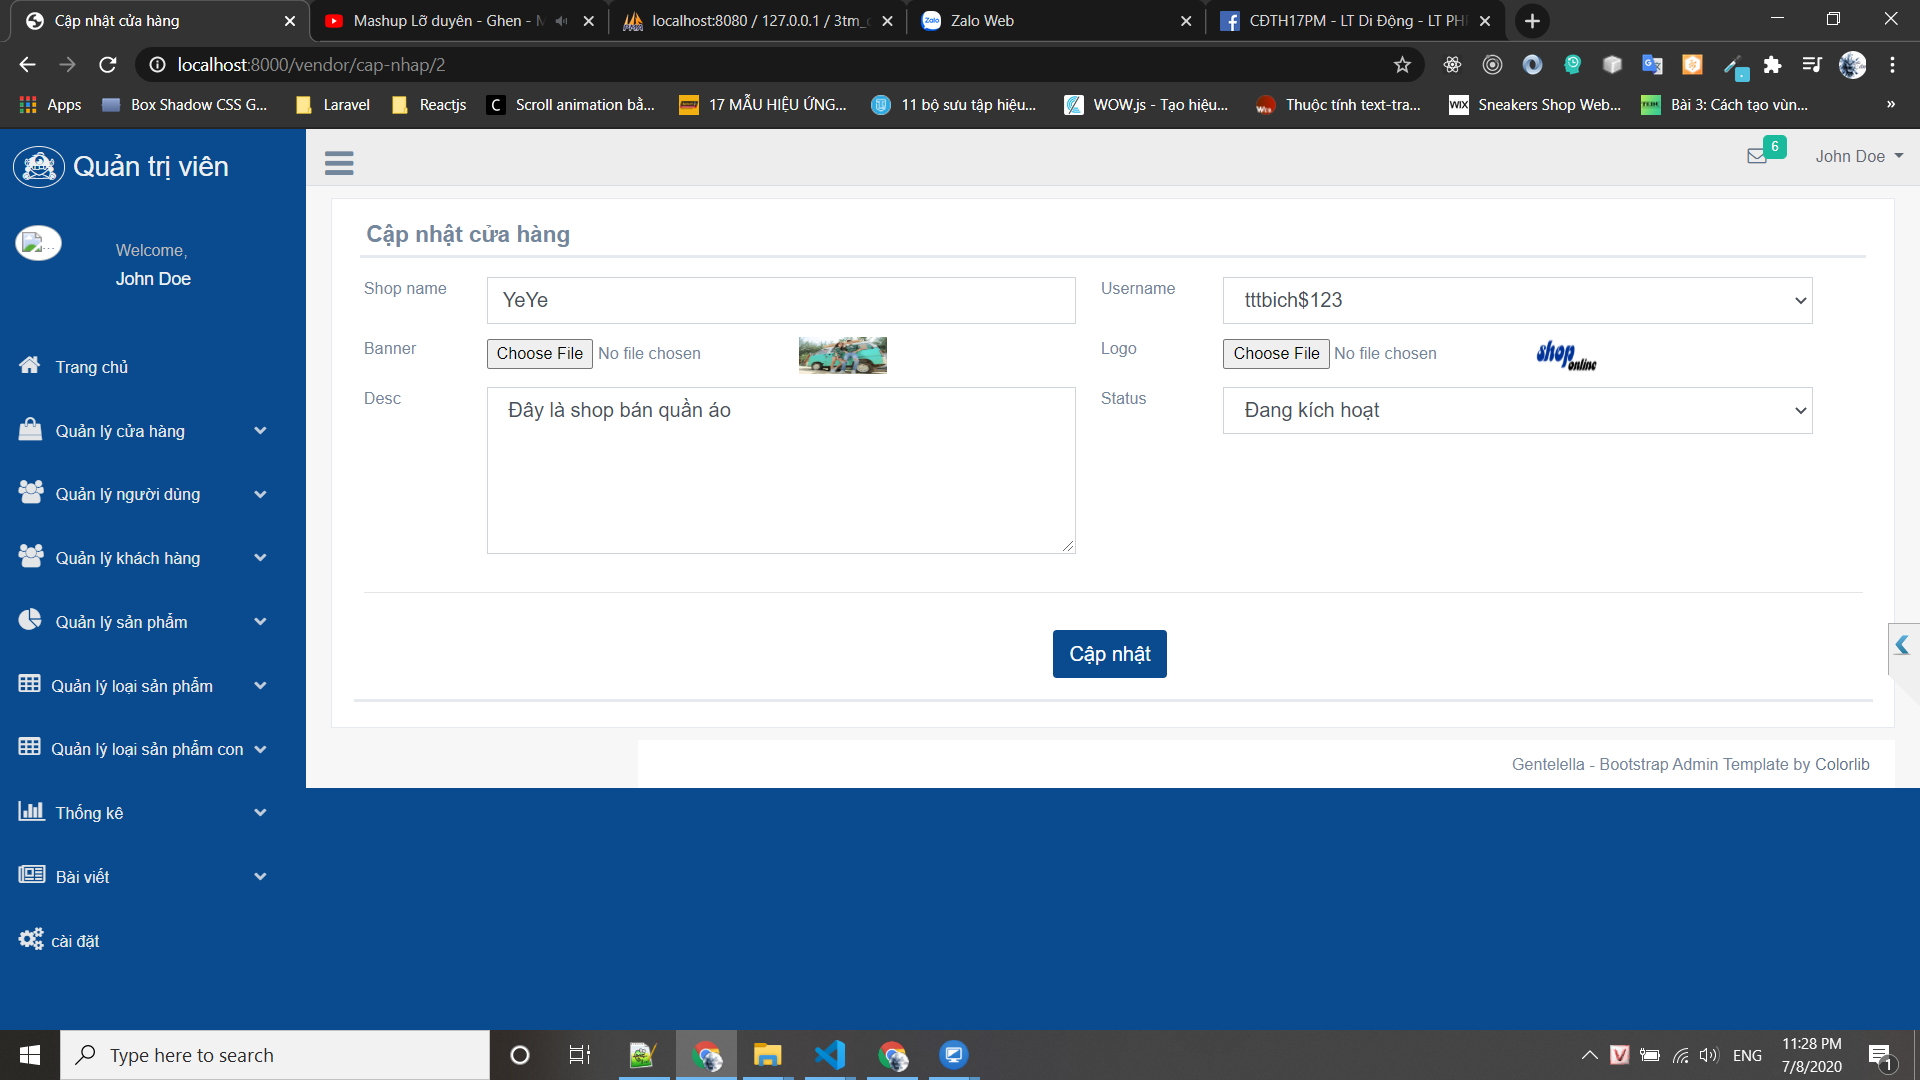 Cập nhật cửa hàng
Mashup Lỡ duyên - Ghen - M
localhost:8080 / 127.0.0.1 / 3tm_
Zalo Web
CĐTH17PM - LT Di Động - LT PH
localhost:8000/vendor/cap-nhap/2
Apps
Box Shadow CSS G...
Laravel
Reactjs
Scroll animation bằ...
17 MẪU HIỆU ỨNG...
11 bộ sưu tập hiệu...
WOW.js - Tạo hiệu...
Thuộc tính text-tra...
WIX
Sneakers Shop Web...
Bài 3: Cách tạo vùn...
»
Quản trị viên
6
John Doe
Welcome,
John Doe
Trang chủ
Quản lý cửa hàng
Quản lý người dùng
Quản lý khách hàng
Quản lý sản phẩm
Quản lý loại sản phẩm
Quản lý loại sản phẩm con
Thống kê
Bài viết
cài đặt
Cập nhật cửa hàng
Shop name
YeYe
Username
tttbich$123
Banner
Choose File No file chosen
Logo
Choose File No file chosen
shop
online
Desc
Đây là shop bán quần áo
Status
Đang kích hoạt
Cập nhật
Gentelella - Bootstrap Admin Template by Colorlib
Type here to search
ENG
11:28 PM
7/8/2020
1